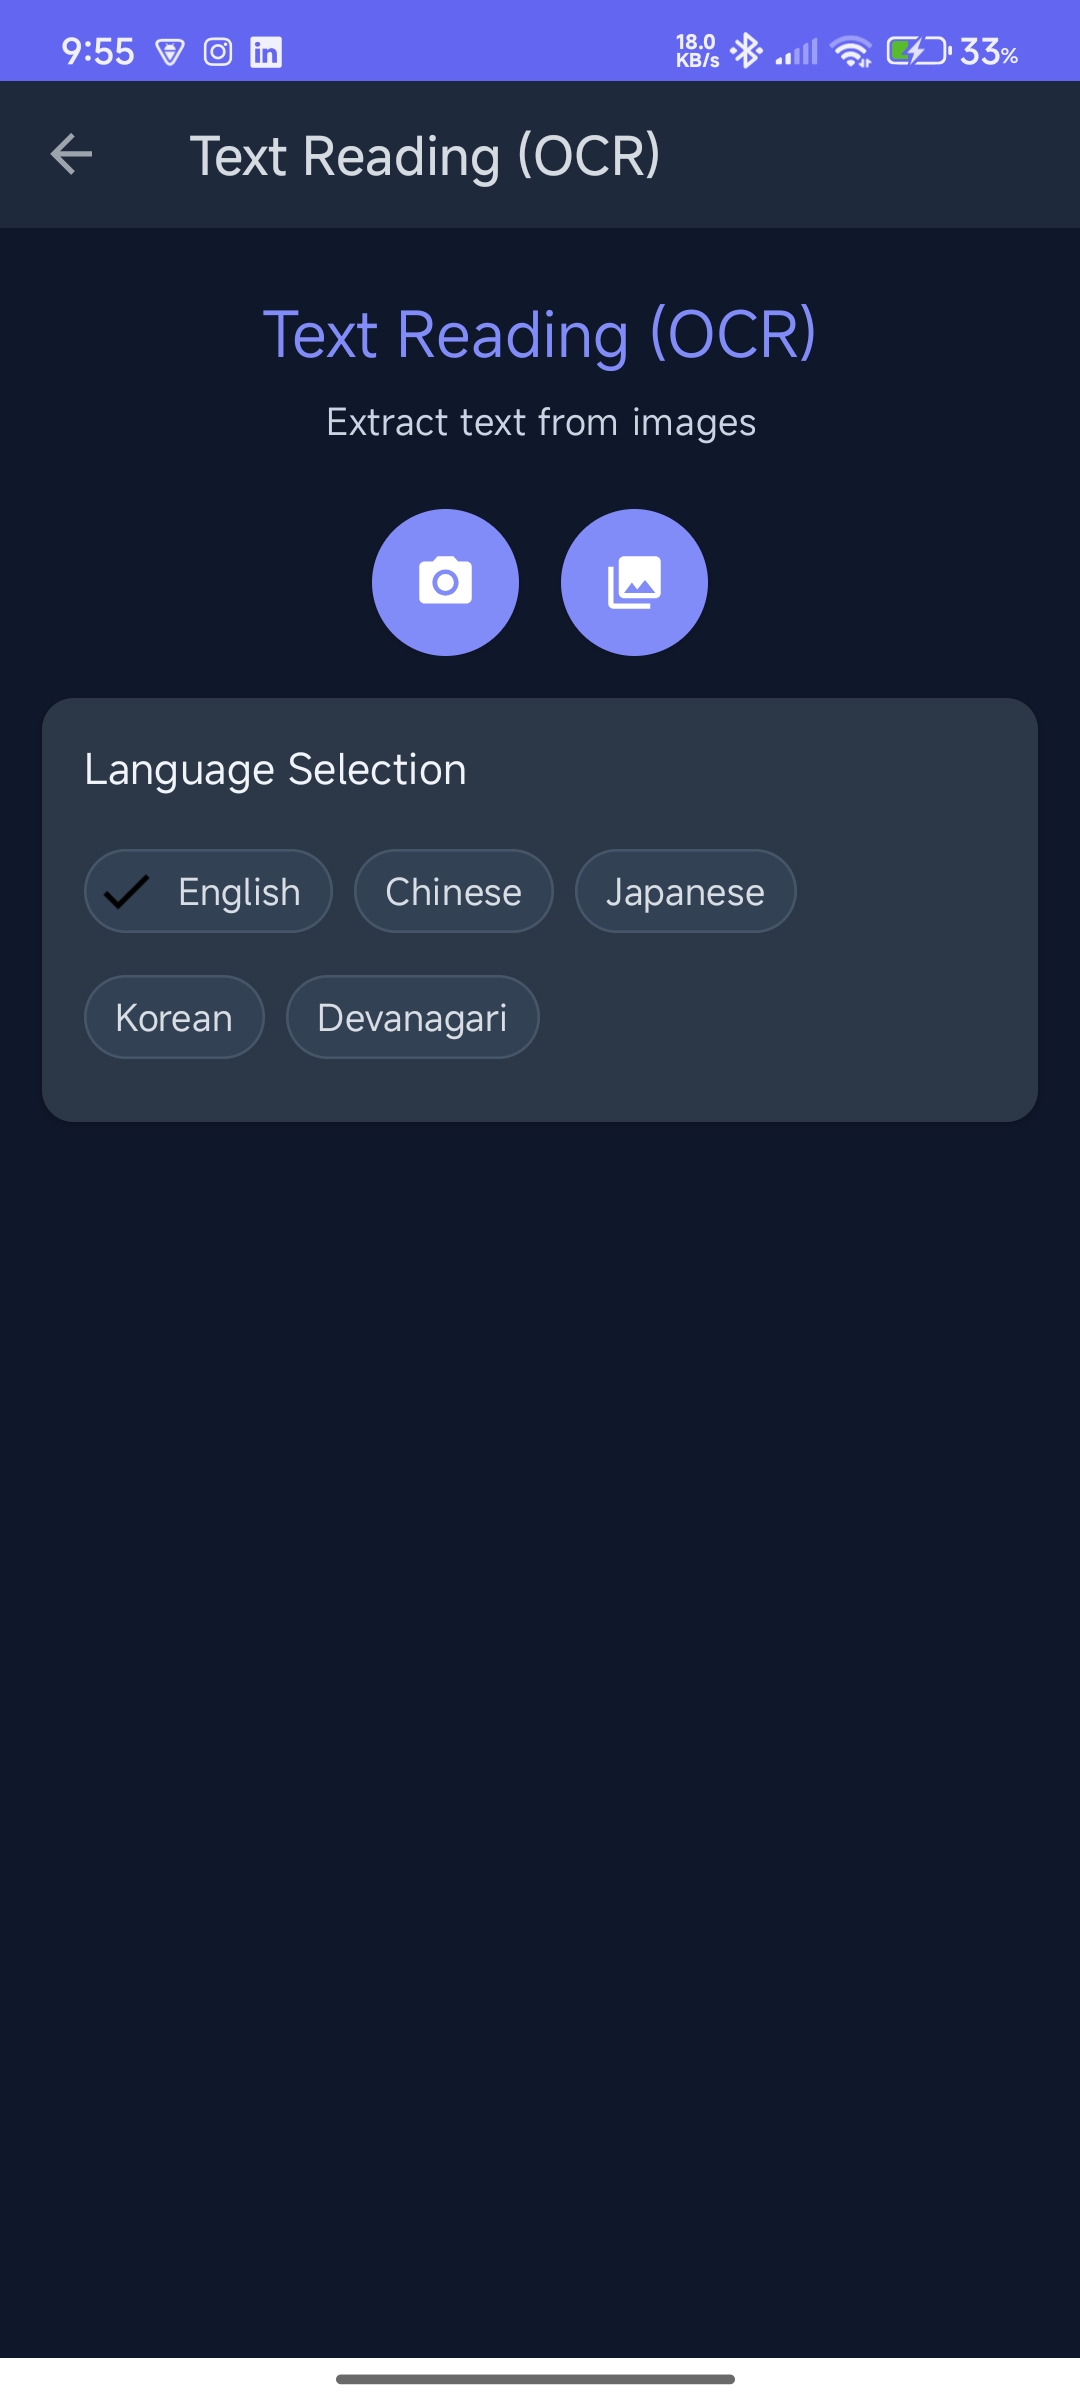 9:55 18.0 KB/s 33%
Text Reading (OCR)
Text Reading (OCR)
Extract text from images
Language Selection
English Chinese Japanese
Korean Devanagari